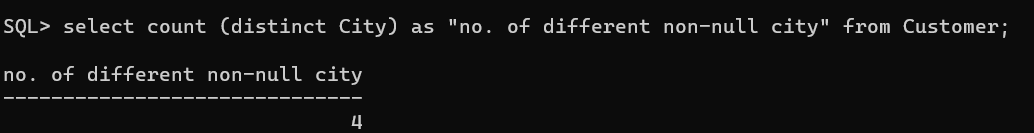 SQL> select count (distinct City) as "no. of different non-null city" from Customer;
no. of different non-null city
------------------------------
4